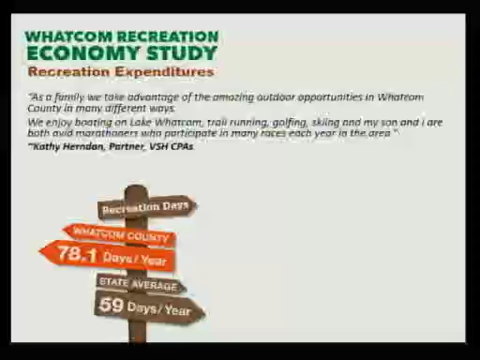 WHATCOM RECREATION
ECONOMY STUDY
Recreation Expenditures
"As a family we take advantage of the amazing outdoor opportunities in Whatcom
County in many different ways.
We enjoy boating on Lake Whatcom, trail running, golfing, skiing and my son and i are
both avid marathoners who participate in many races each year in the area"
~Kathy Herndon, Partner, VSH CPAs
Recreation Days
WHATCOM COUNTY
78.1 Days/Year
STATE AVERAGE
59 Days/Year